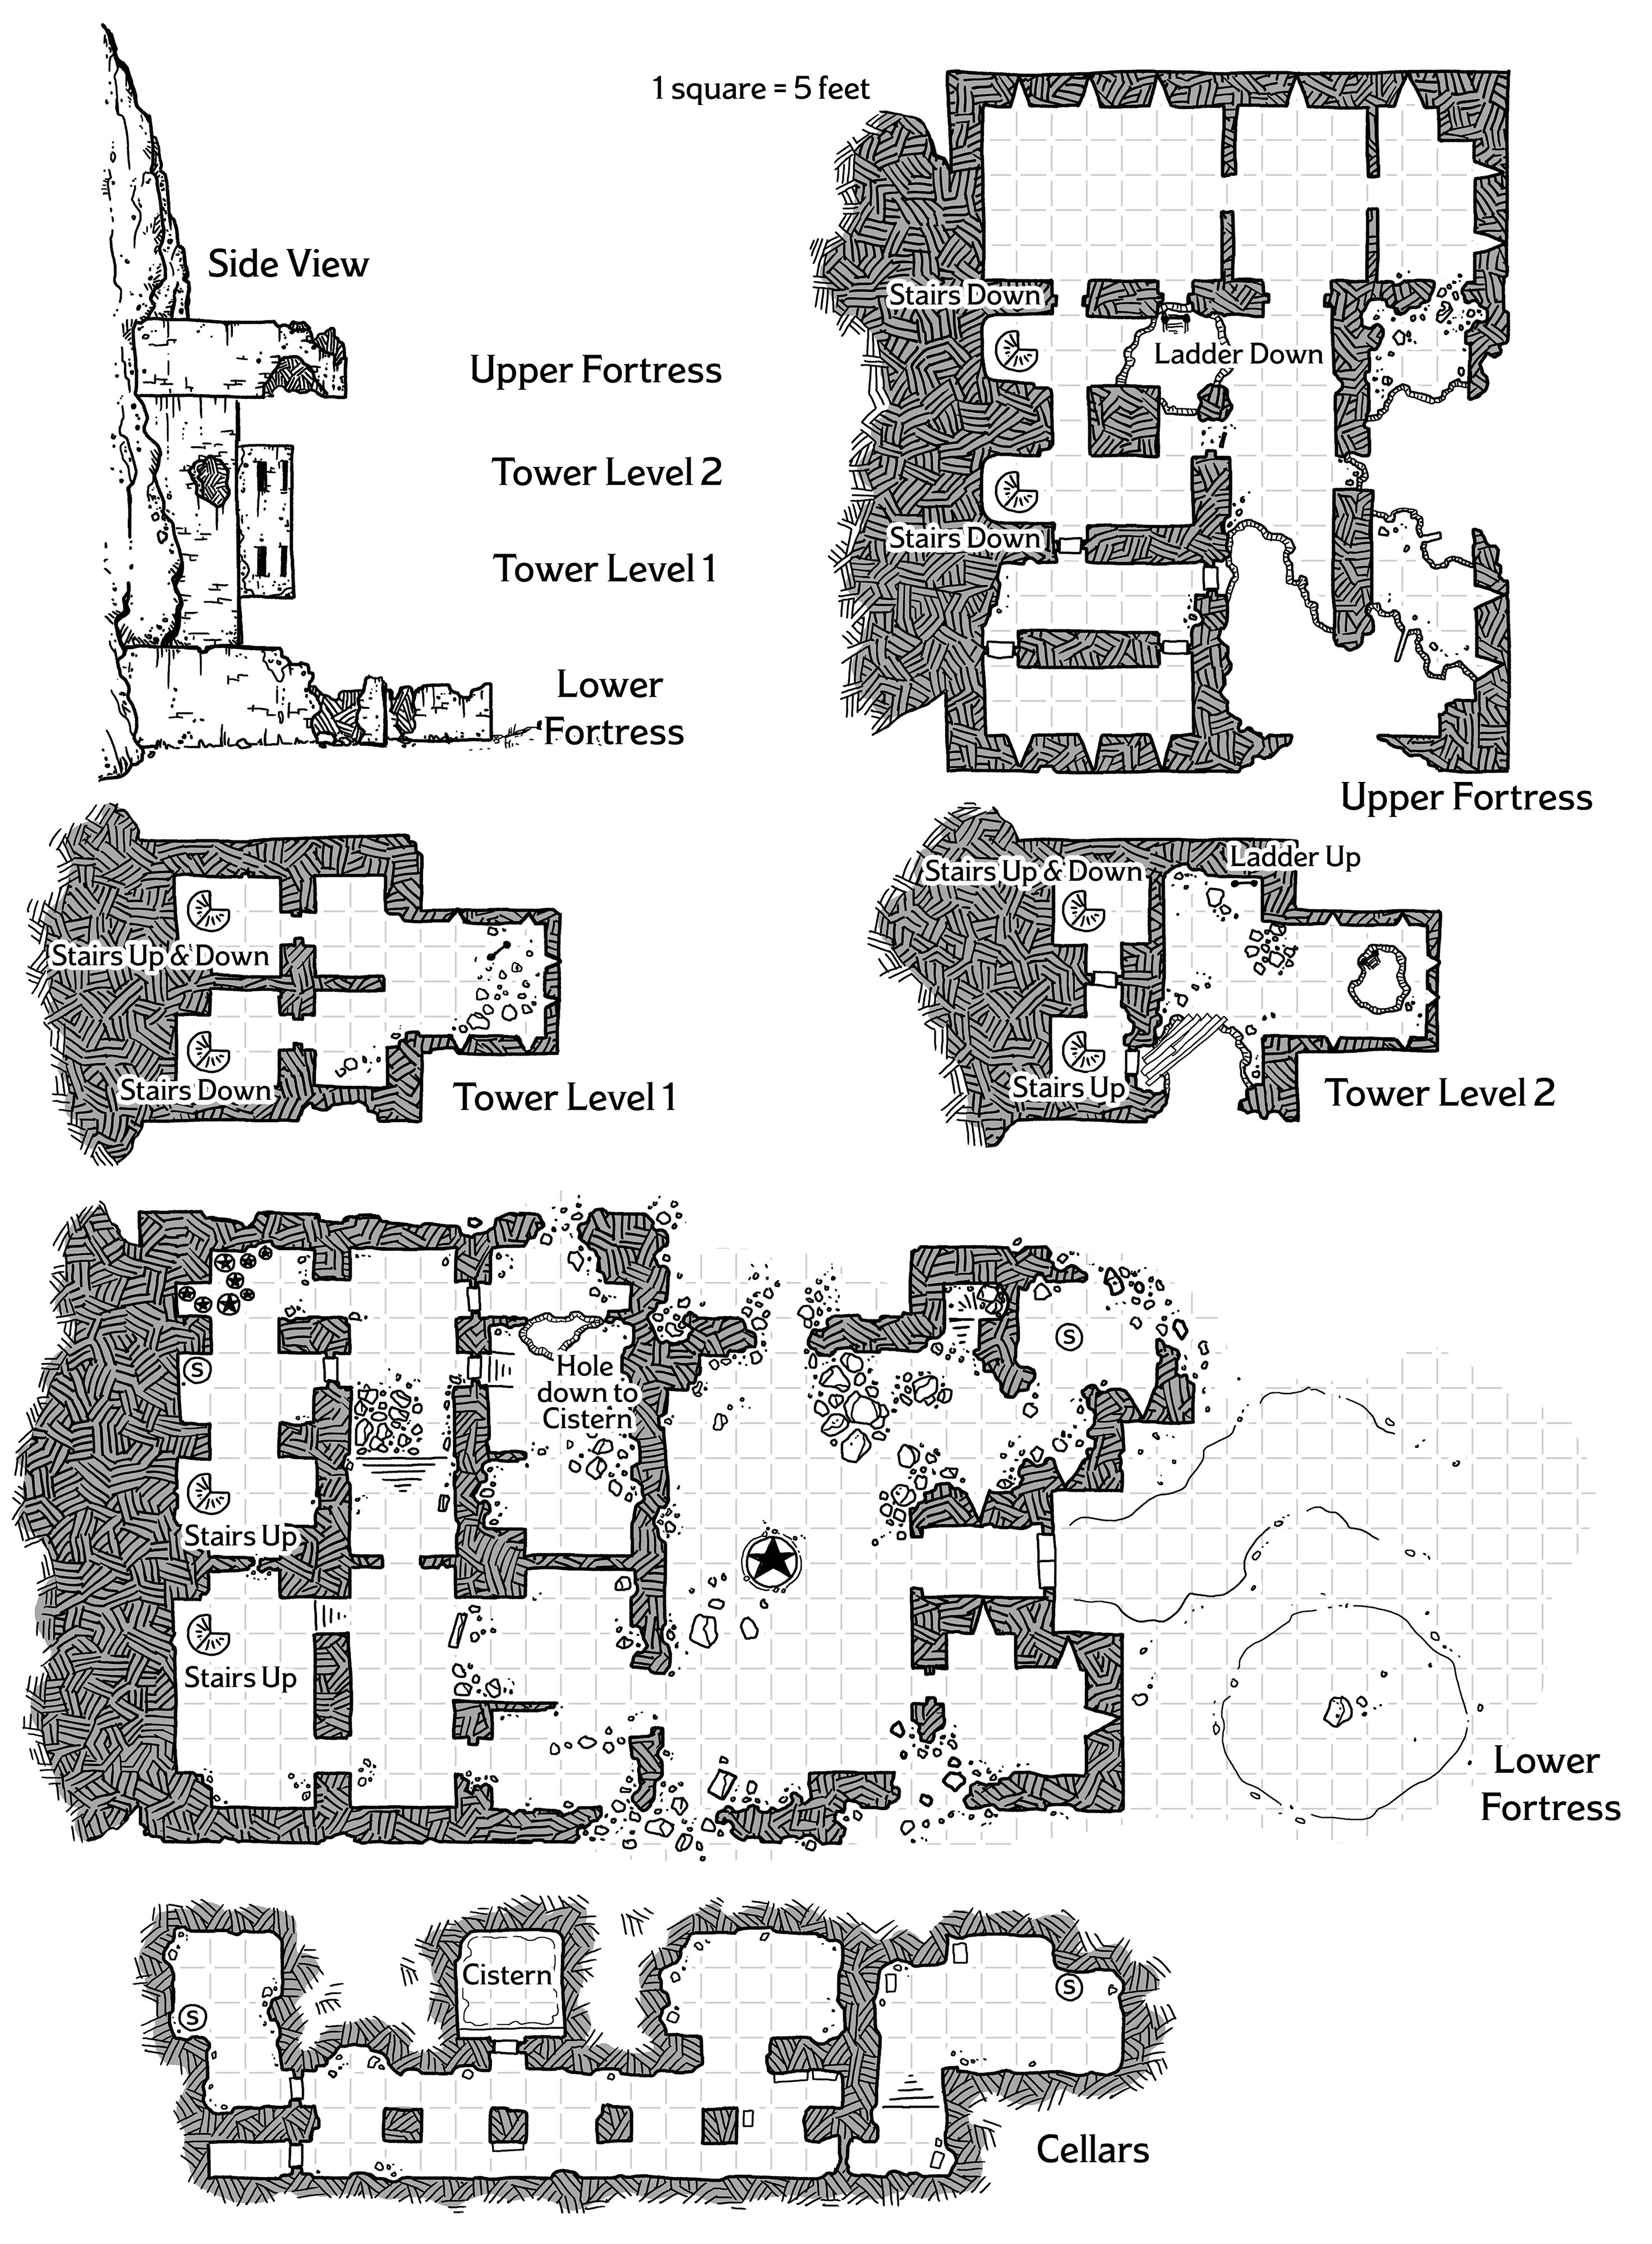 1 square = 5 feet
Side View
Upper Fortress
Tower Level 2
Tower Level 1
Lower
Fortress
Stairs Down
Ladder Down
Stairs Down
Upper Fortress
Stairs Up & Down
Stairs Down
Tower Level 1
Stairs Up & Down
Ladder Up
Stairs Up
Tower Level 2
S
Hole
down to
Cistern
S
Stairs Up
Stairs Up
Lower
Fortress
Cistern
S
S
Cellars